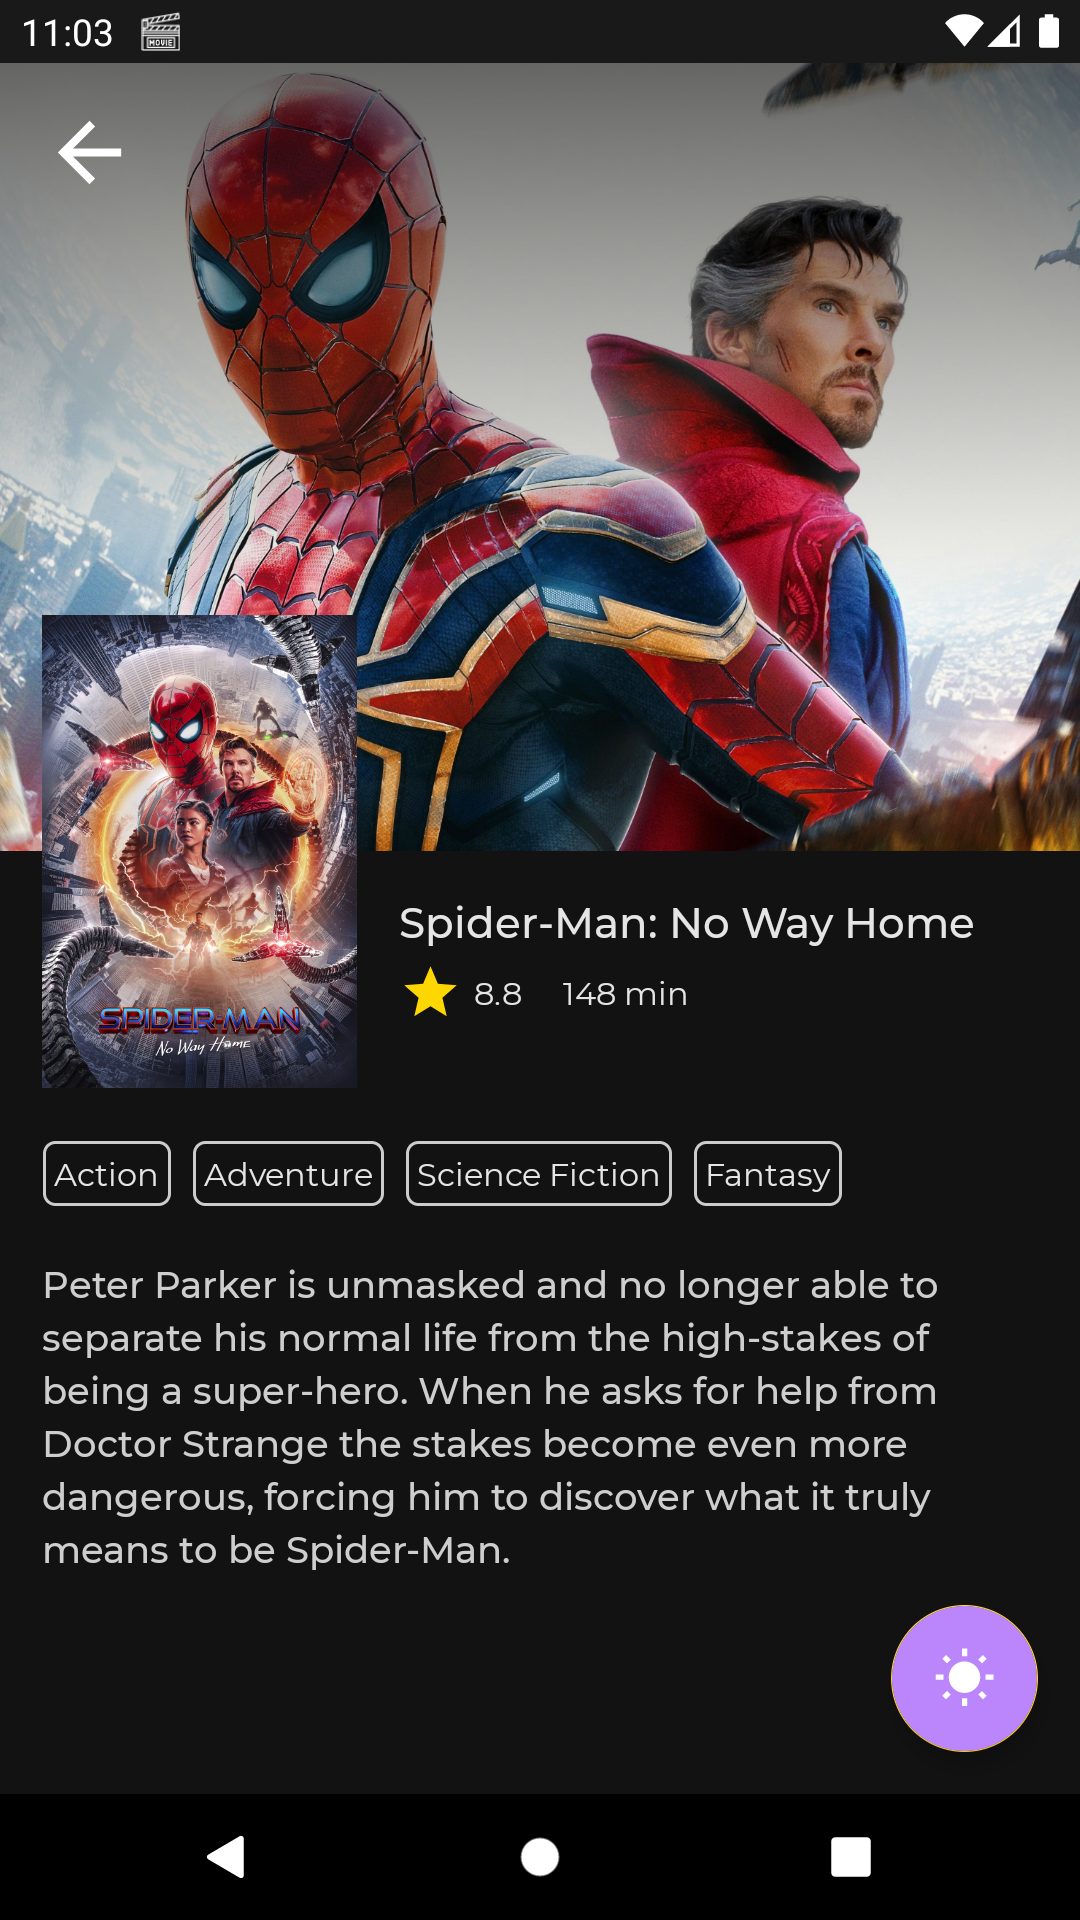 11:03
MOVIE
SPIDER-MAN
No Way Home
Spider-Man: No Way Home
8.8 148 min
Action Adventure Science Fiction Fantasy
Peter Parker is unmasked and no longer able to
separate his normal life from the high-stakes of
being a super-hero. When he asks for help from
Doctor Strange the stakes become even more
dangerous, forcing him to discover what it truly
means to be Spider-Man.